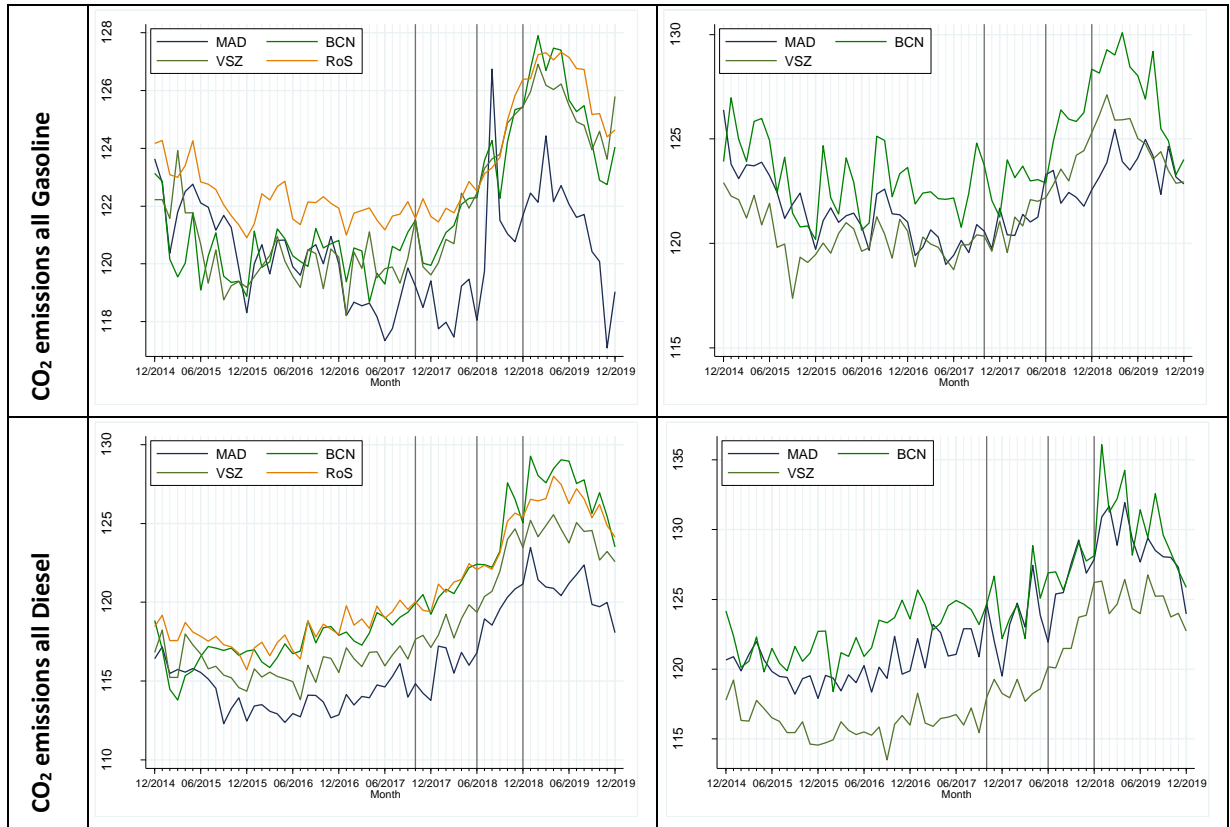 CO₂ emissions all Gasoline
MAD BCN
VSZ RoS
128
126
124
122
120
118
12/2014 06/2015 12/2015 06/2016 12/2016 06/2017 12/2017 06/2018 12/2018 06/2019 12/2019
Month
MAD BCN
VSZ
130
125
120
115
12/2014 06/2015 12/2015 06/2016 12/2016 06/2017 12/2017 06/2018 12/2018 06/2019 12/2019
Month
CO₂ emissions all Diesel
MAD BCN
VSZ RoS
130
125
120
115
110
12/2014 06/2015 12/2015 06/2016 12/2016 06/2017 12/2017 06/2018 12/2018 06/2019 12/2019
Month
MAD BCN
VSZ
135
130
125
120
115
12/2014 06/2015 12/2015 06/2016 12/2016 06/2017 12/2017 06/2018 12/2018 06/2019 12/2019
Month